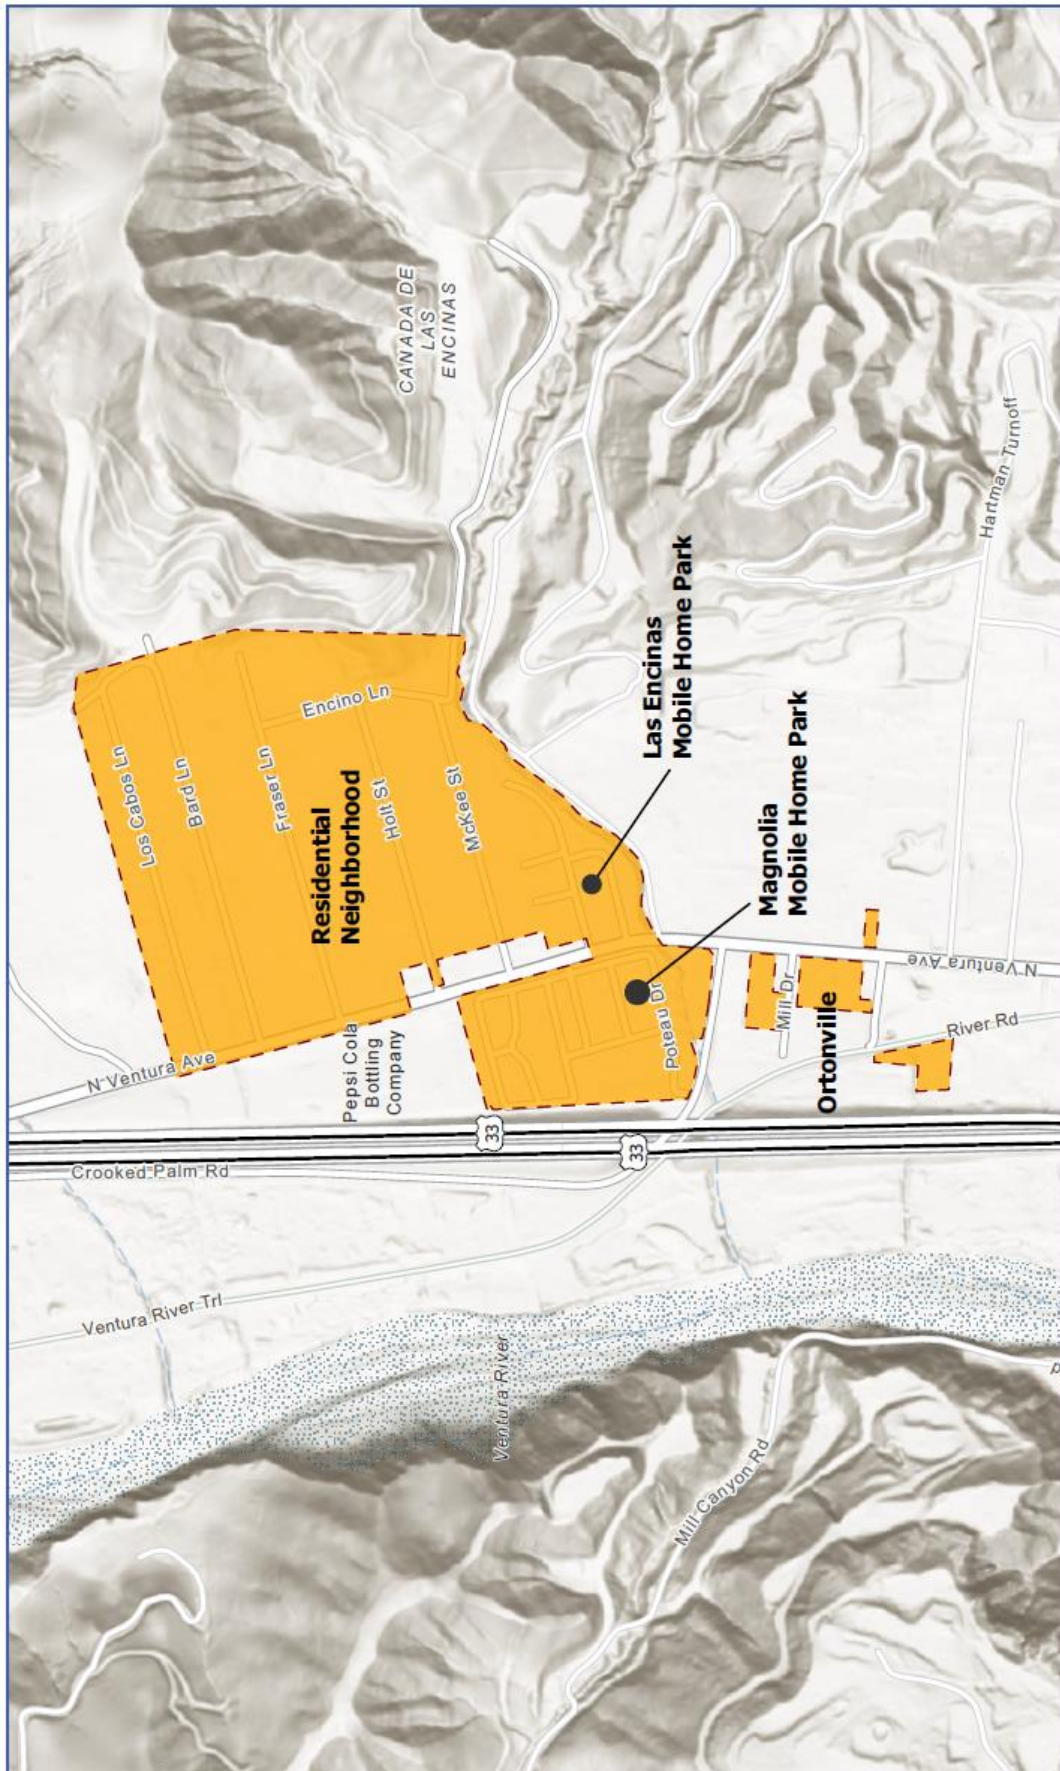 CANADA DE
LAS
ENCINAS
Hartman Turnoff
Las Encinas
Mobile Home Park
Encino Ln
Magnolia
Mobile Home Park
Los Cabos Ln
Bard Ln
Fraser Ln
Holt St
McKee St
Residential
Neighborhood
N Ventura Ave
N Ventura Ave
Mill Dr
Poteau Dr
River Rd
Ortonville
Pepsi Cola
Bottling
Company
33
33
Crooked Palm Rd
Ventura River Trl
Ventura River
Mill Canyon Rd